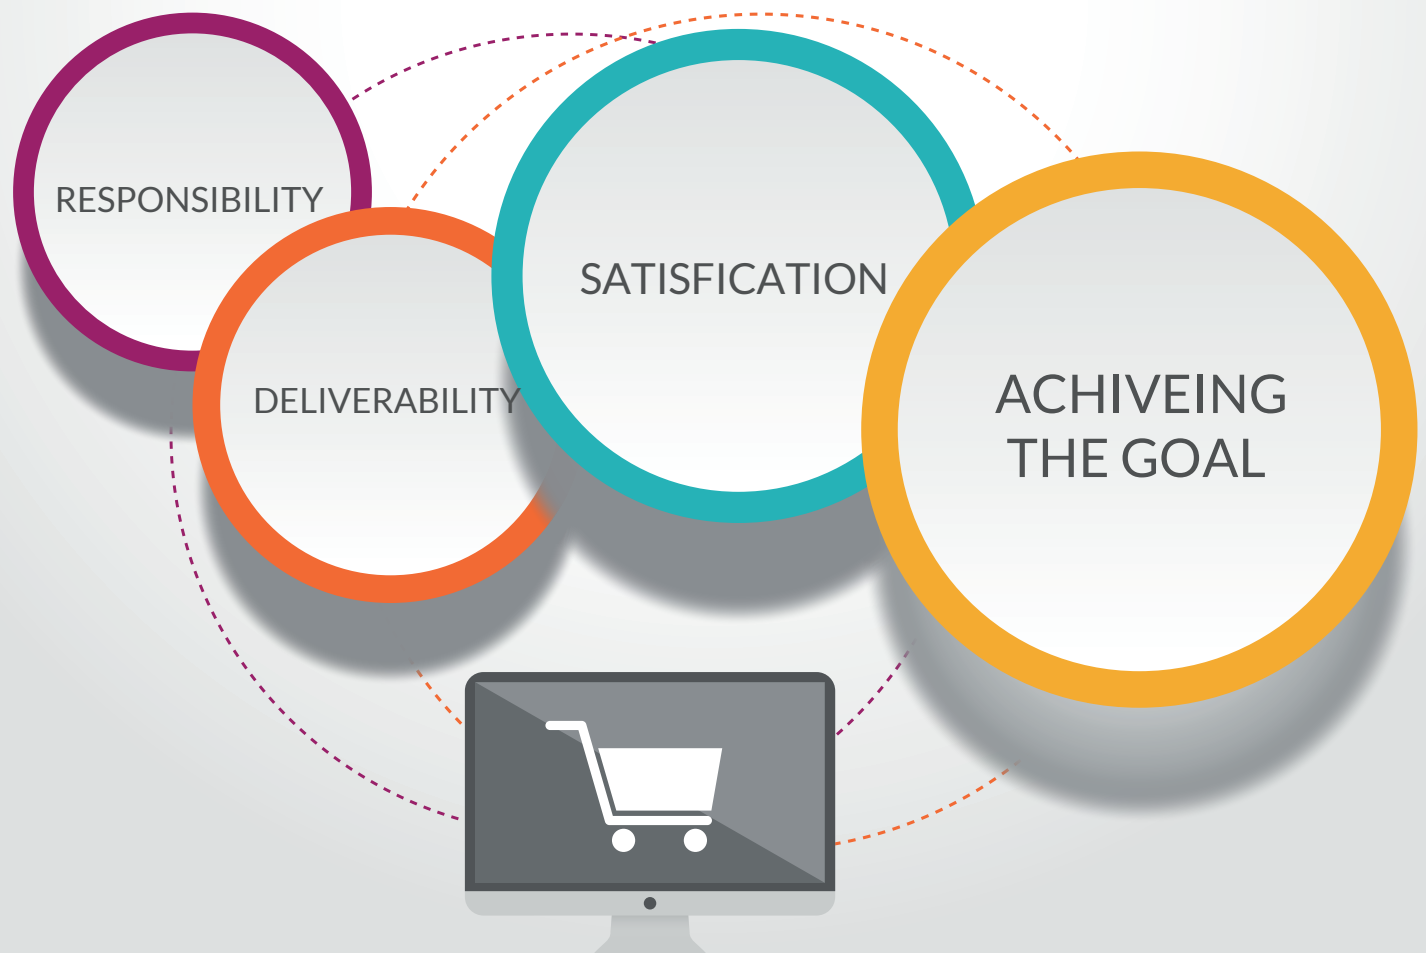 RESPONSIBILITY
DELIVERABILITY
SATISFICATION
ACHIVEING
THE GOAL